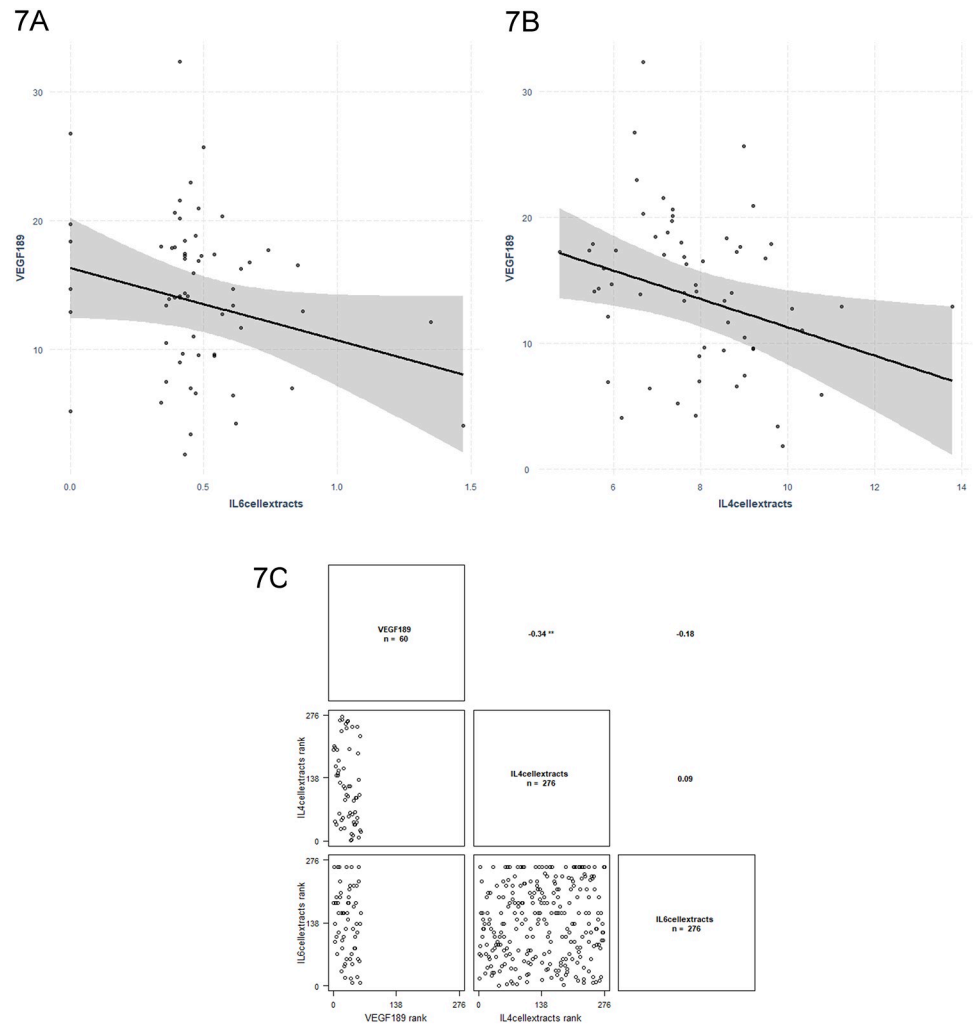 7A
7B
30
20
10
VEGF189
0.0 0.5 1.0 1.5
IL6cellextracts
30
20
10
0
VEGF189
6 8 10 12 14
IL4cellextracts
7C
VEGF189
n = 60
-0.34 **
-0.18
276
138
0
IL4cellextracts rank
IL4cellextracts
n = 276
0.09
276
138
0
IL6cellextracts rank
IL6cellextracts
n = 276
0 138 276
VEGF189 rank
0 138 276
IL4cellextracts rank